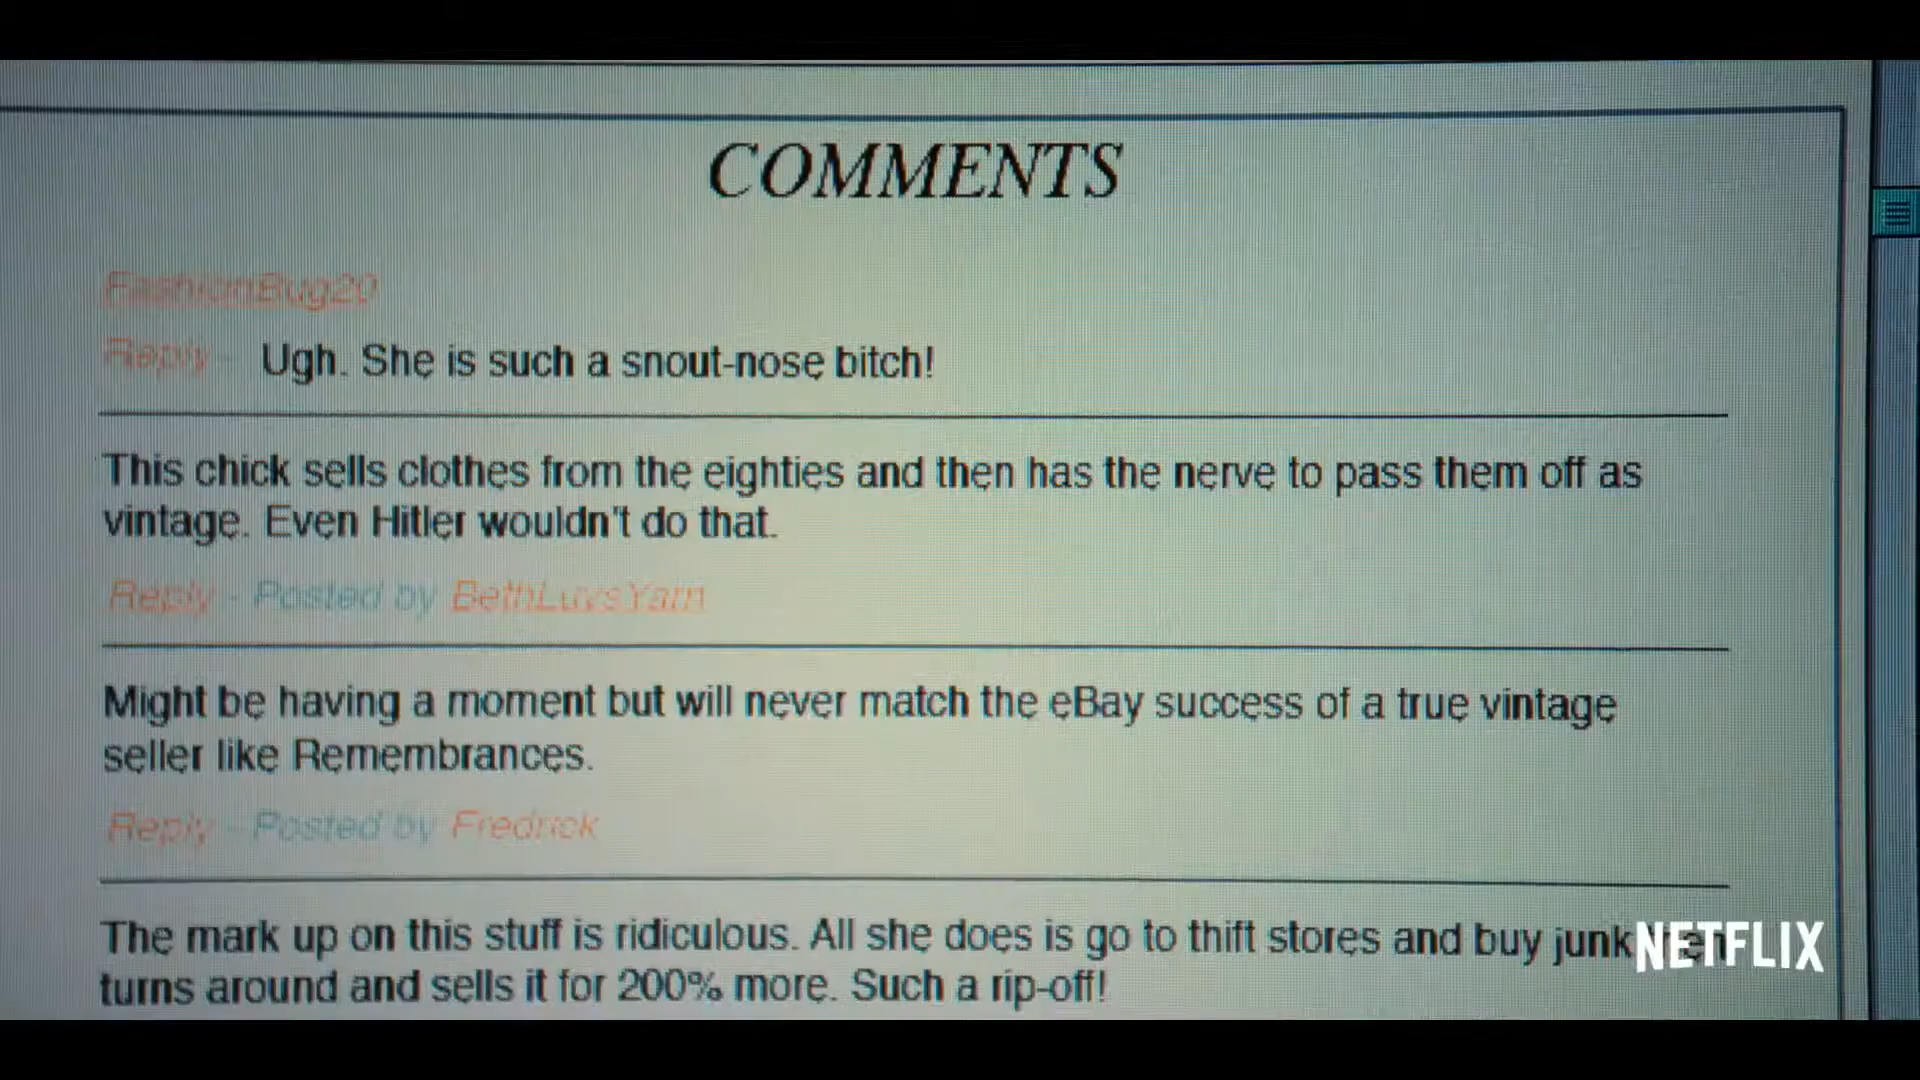 COMMENTS
FashionBug20
Reply - Ugh. She is such a snout-nose bitch!
This chick sells clothes from the eighties and then has the nerve to pass them off as
vintage. Even Hitler wouldn't do that.
Reply - Posted by BethLuvsYarn
Might be having a moment but will never match the eBay success of a true vintage
seller like Remembrances.
Reply - Posted by Fredrick
The mark up on this stuff is ridiculous. All she does is go to thift stores and buy junk
NETFLIX
turns around and sells it for 200% more. Such a rip-off!